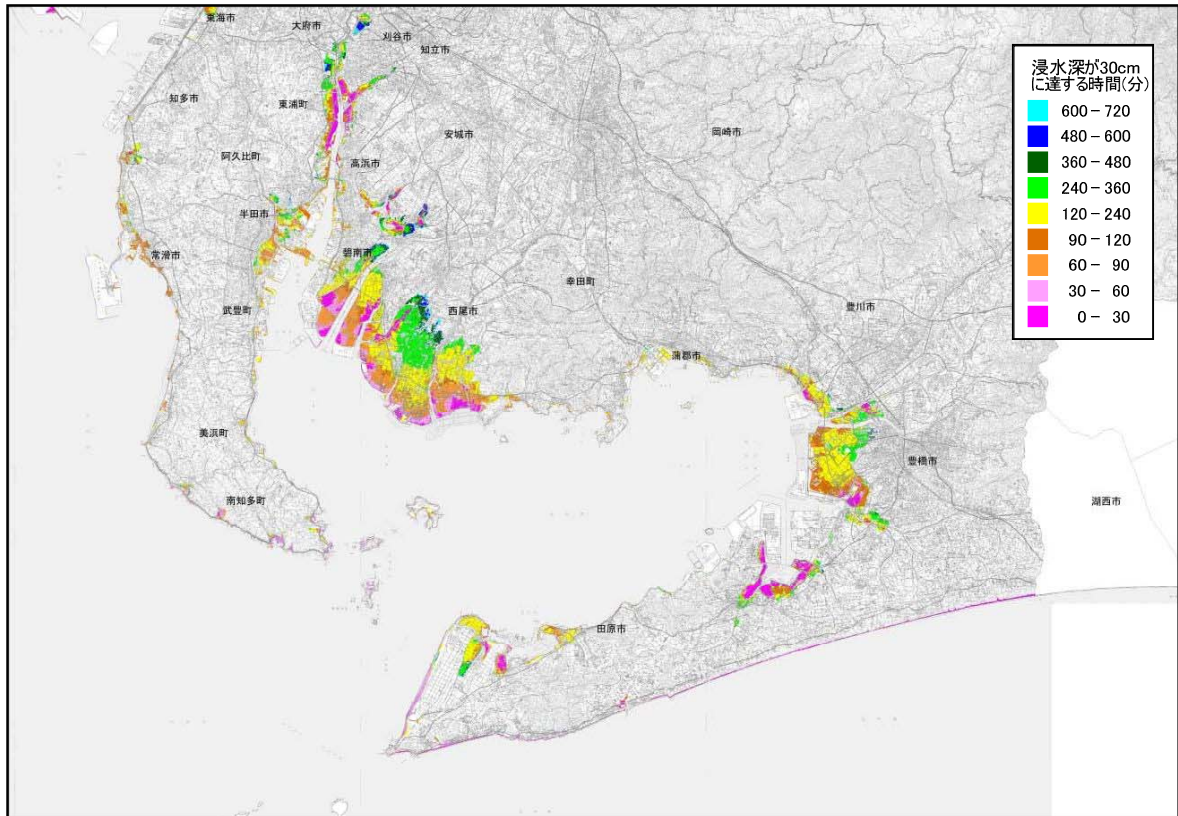 東海市
大府市
刈谷市
知立市
知多市
東浦町
安城市
岡崎市
阿久比町
高浜市
半田市
常滑市
碧南市
西尾市
幸田町
豊川市
武豊町
蒲郡市
美浜町
豊橋市
南知多町
湖西市
田原市
浸水深が30cm
に達する時間(分)
600-720
480-600
360-480
240-360
120-240
90-120
60-90
30-60
0-30